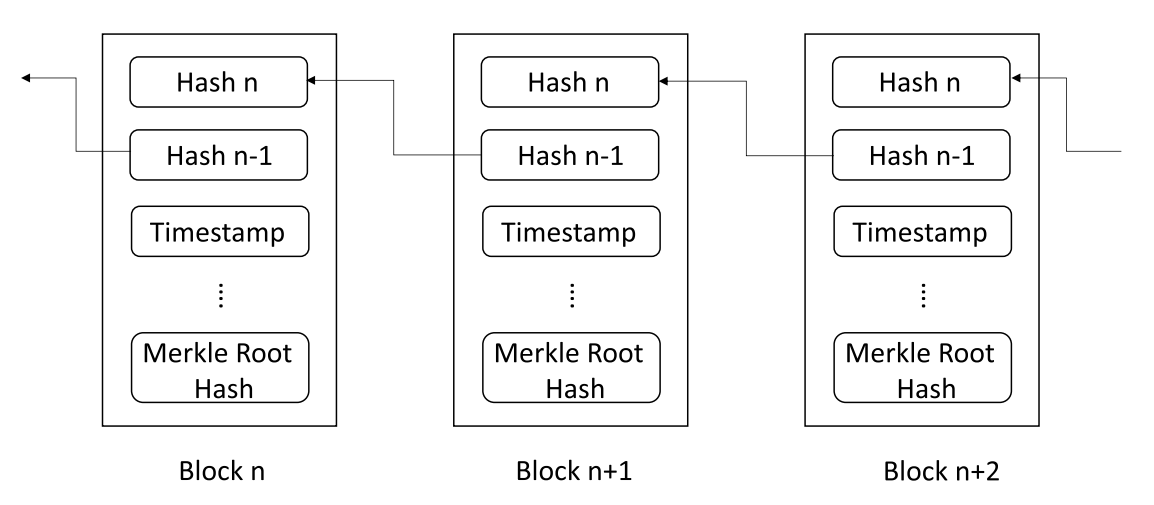 Hash n
Hash n-1
Timestamp
Merkle Root
Hash
Block n
Hash n
Hash n-1
Timestamp
Merkle Root
Hash
Block n+1
Hash n
Hash n-1
Timestamp
Merkle Root
Hash
Block n+2